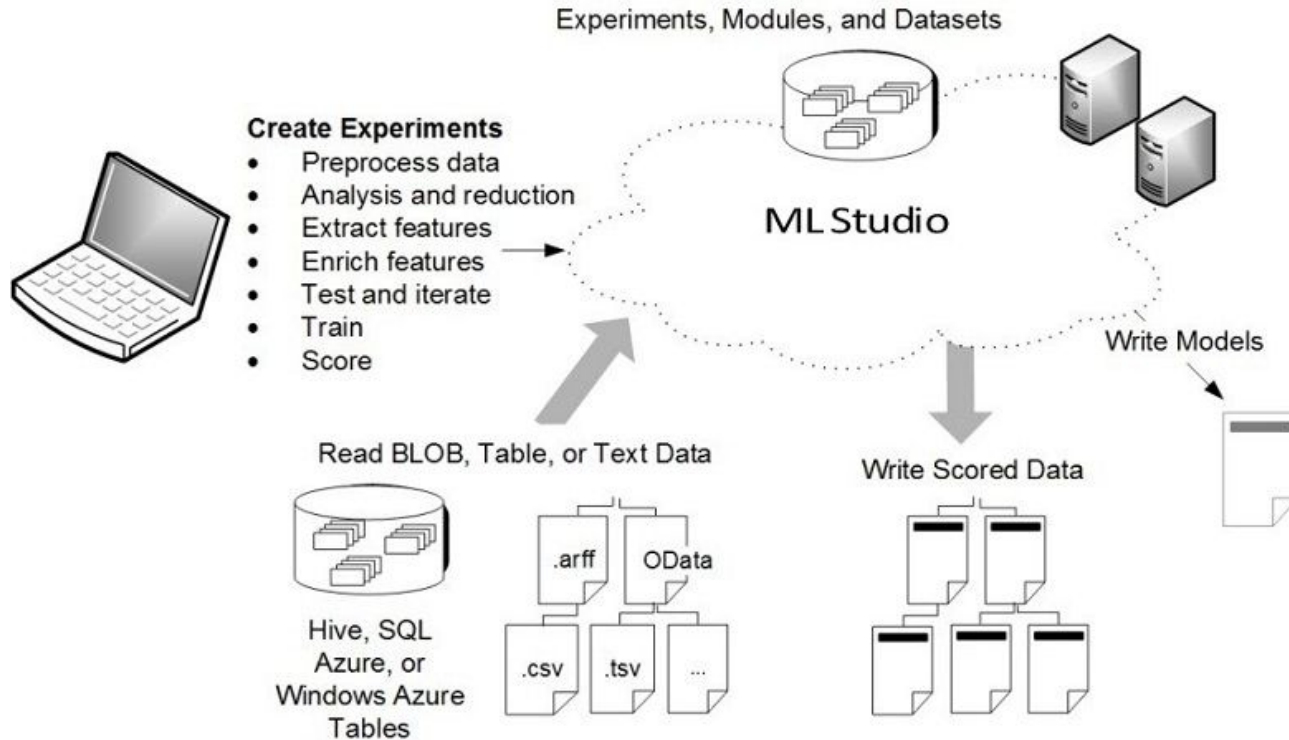 Experiments, Modules, and Datasets
Create Experiments
• Preprocess data
• Analysis and reduction
• Extract features
• Enrich features
• Test and iterate
• Train
• Score
ML Studio
Write Models
Read BLOB, Table, or Text Data
Write Scored Data
.arff
OData
.csv
.tsv
...
Hive, SQL
Azure, or
Windows Azure
Tables